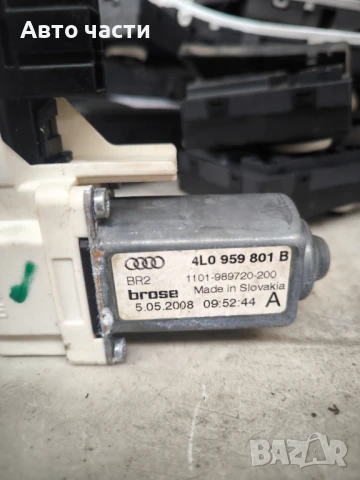 Авто части
4L0 959 801 B
BR2 1101-989720-200
brose Made in Slovakia
5.05.2008 09:52:44 A
BAZAR